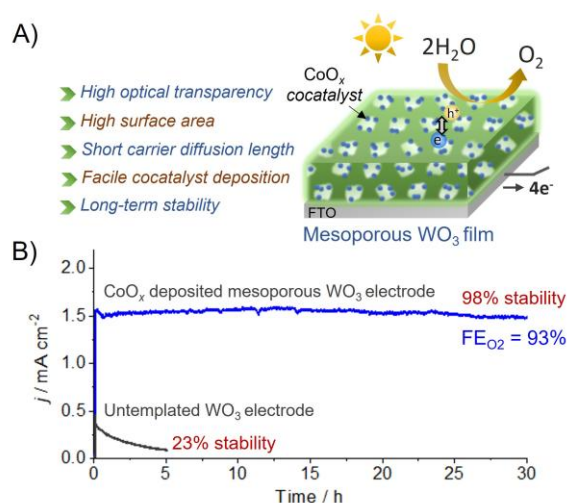 A)
2H₂O
O₂
CoOₓ
cocatalyst
High optical transparency
High surface area
Short carrier diffusion length
Facile cocatalyst deposition
Long-term stability
h⁺
e⁻
4e⁻
FTO
Mesoporous WO₃ film
B)
2.0
CoOₓ deposited mesoporous WO₃ electrode
98% stability
1.5
FE_O2 = 93%
1.0
j / mA cm⁻²
0.5
Untemplated WO₃ electrode
23% stability
0.0
0 5 10 15 20 25 30
Time / h